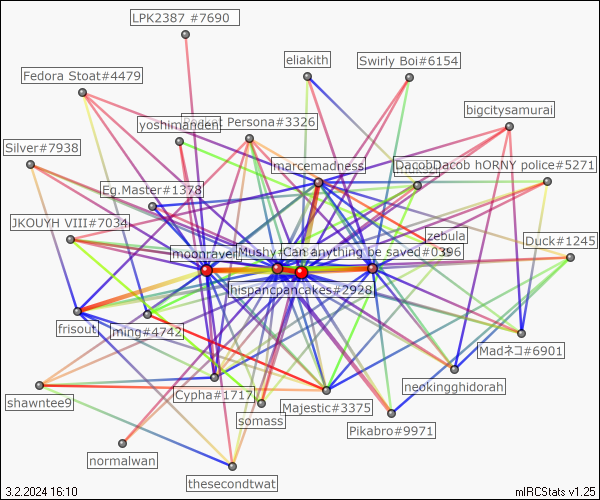 LPK2387 #7690
eliakith
Swirly Boi#6154
Fedora Stoat#4479
bigcitysamurai
yoshimanden
Persona#3326
Silver#7938
marcemadness
DacobDacob hORNY police#5271
Eg.Master#1378
JKOUYH VIII#7034
zebula
Duck#1245
moonraver
Mushy
Can anything be saved#0396
hispancpancakes#2928
frisout
ming#4742
Madネコ#6901
neokingghidorah
Cypha#1717
shawntee9
Majestic#3375
somass
Pikabro#9971
normalwan
thesecondtwat
3.2.2024 16:10
mIRCStats v1.25